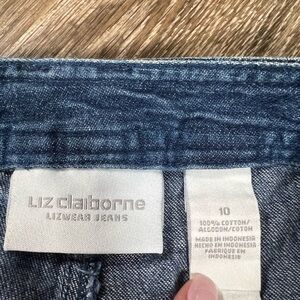 Liz claiborne
LIZWEAR JEANS
10
100% COTTON/
ALGODON/COTON
MADE IN INDONESIA
HECHO EN INDONESIA
FABRIQUE EN
INDONESIE